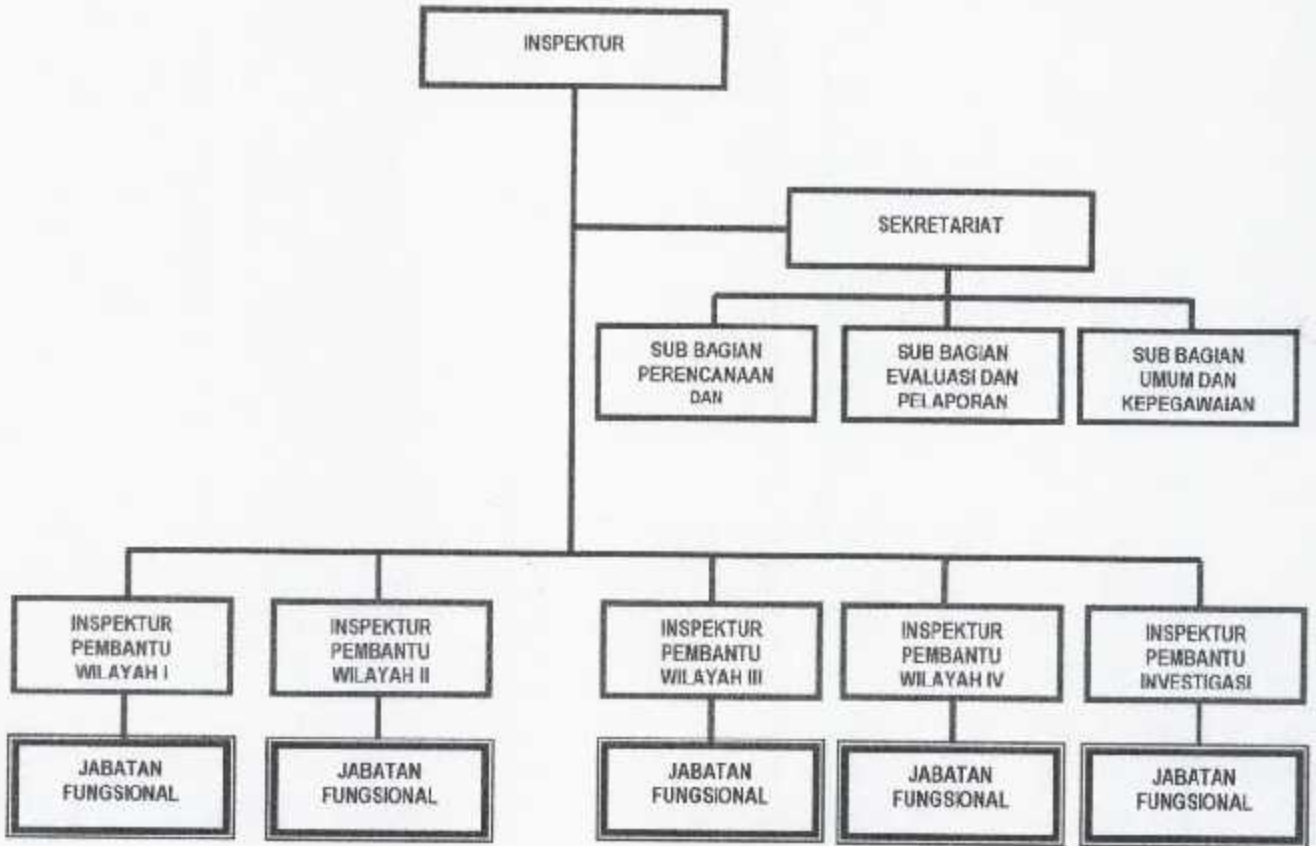 INSPEKTUR
SEKRETARIAT
SUB BAGIAN
PERENCANAAN
DAN
SUB BAGIAN
EVALUASI DAN
PELAPORAN
SUB BAGIAN
UMUM DAN
KEPEGAWAIAN
INSPEKTUR
PEMBANTU
WILAYAH I
INSPEKTUR
PEMBANTU
WILAYAH II
INSPEKTUR
PEMBANTU
WILAYAH III
INSPEKTUR
PEMBANTU
WILAYAH IV
INSPEKTUR
PEMBANTU
INVESTIGASI
JABATAN
FUNGSIONAL
JABATAN
FUNGSIONAL
JABATAN
FUNGSIONAL
JABATAN
FUNGSIONAL
JABATAN
FUNGSIONAL